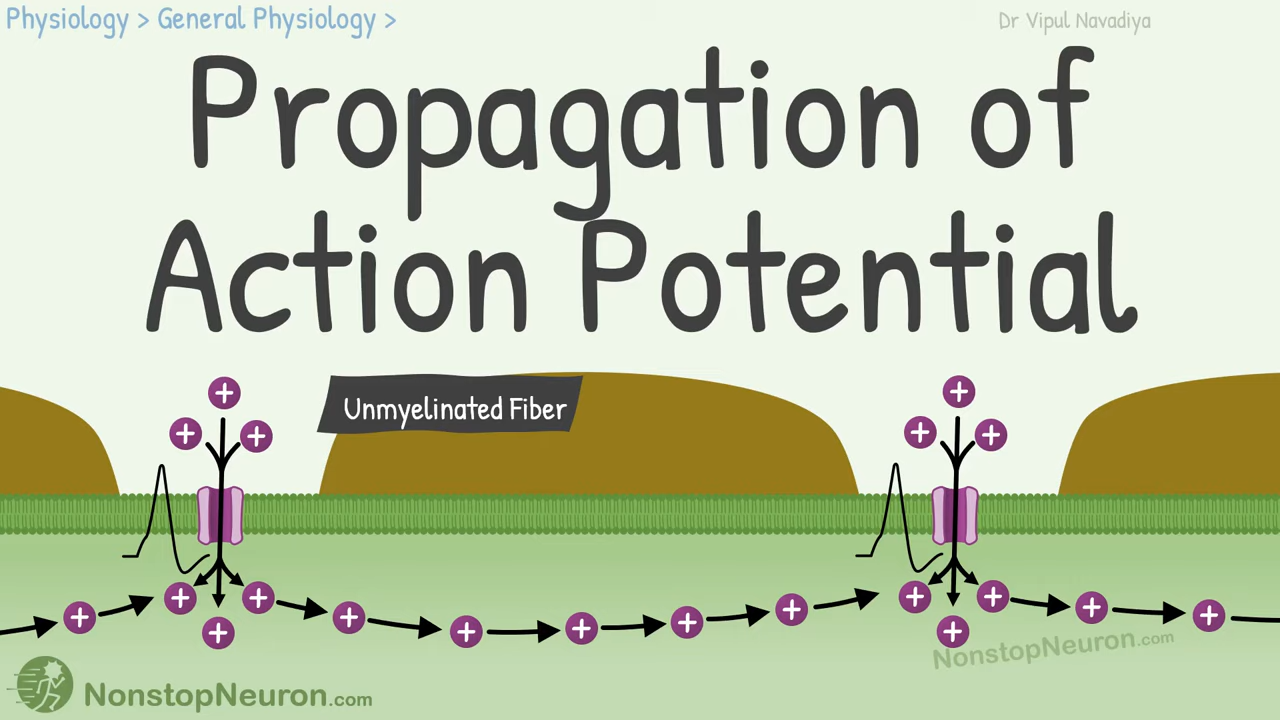 Physiology > General Physiology >
Dr Vipul Navadiya
Propagation of
Action Potential
Unmyelinated Fiber
NonstopNeuron.com
NonstopNeuron.com